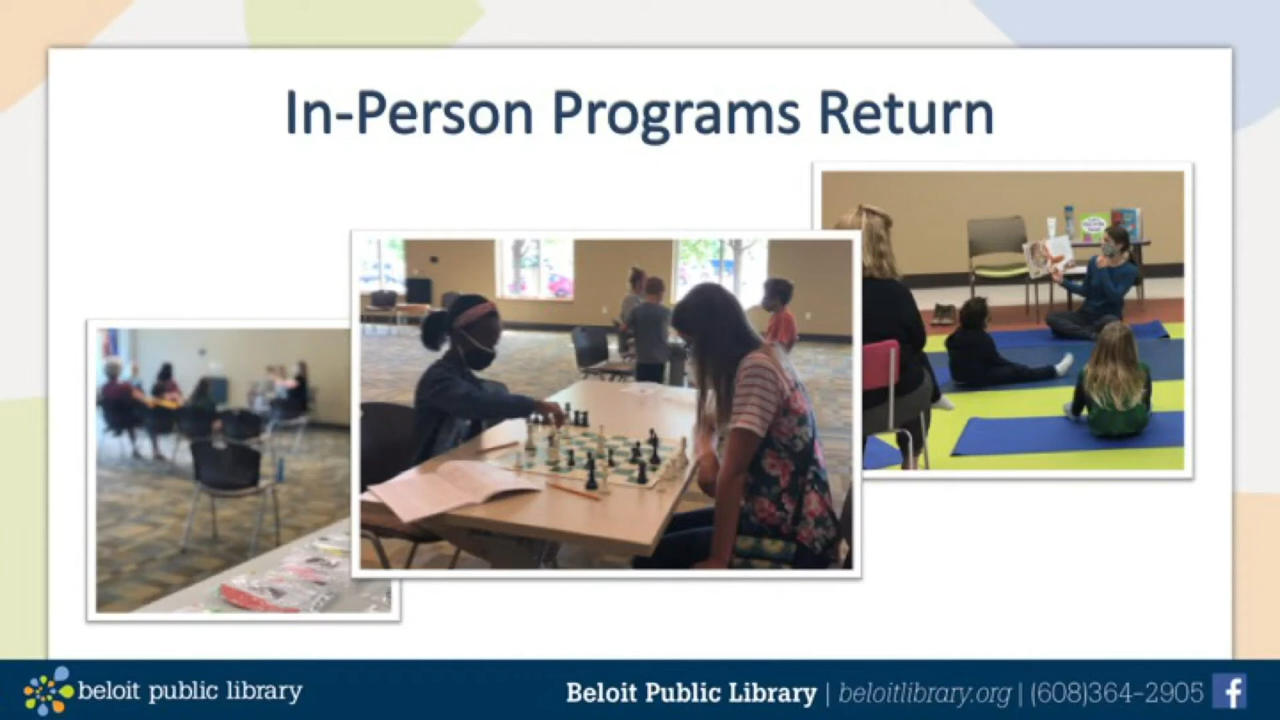 In-Person Programs Return
beloit public library
Beloit Public Library | beloitlibrary.org | (608)364-2905